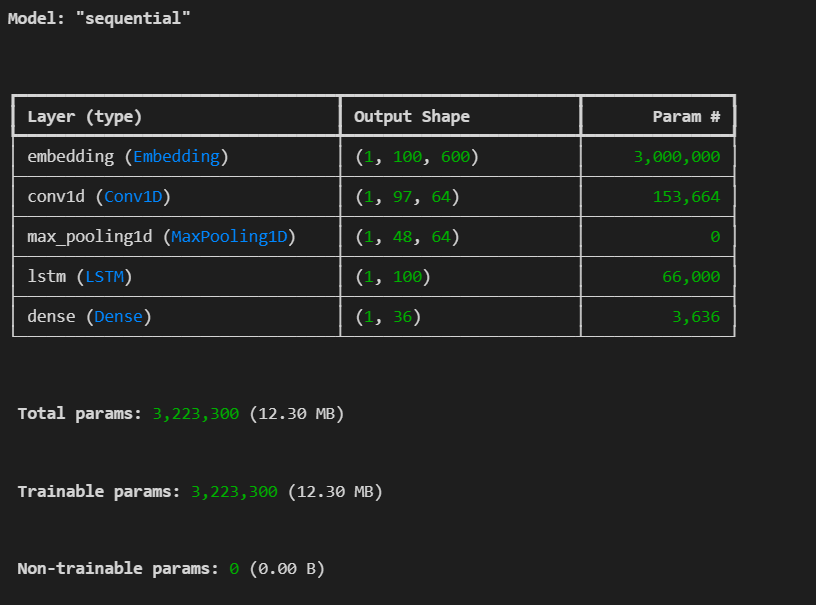 Model: "sequential"
Layer (type) Output Shape Param #
embedding (Embedding) (1, 100, 600) 3,000,000
conv1d (Conv1D) (1, 97, 64) 153,664
max_pooling1d (MaxPooling1D) (1, 48, 64) 0
lstm (LSTM) (1, 100) 66,000
dense (Dense) (1, 36) 3,636
Total params: 3,223,300 (12.30 MB)
Trainable params: 3,223,300 (12.30 MB)
Non-trainable params: 0 (0.00 B)